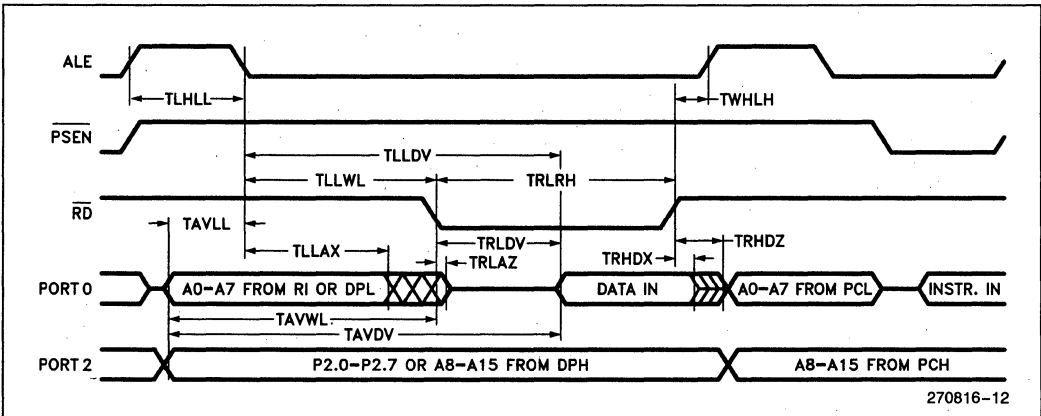 ALE
TLHLL
TWHLH
PSEN
TLLDV
TLLWL
TRLRH
RD
TAVLL
TRLDV
TRHDZ
TLLAX
TRLAZ
TRHDX
PORT 0
A0–A7 FROM RI OR DPL
DATA IN
A0–A7 FROM PCL
INSTR. IN
TAVWL
TAVDV
PORT 2
P2.0–P2.7 OR A8–A15 FROM DPH
A8–A15 FROM PCH
270816–12